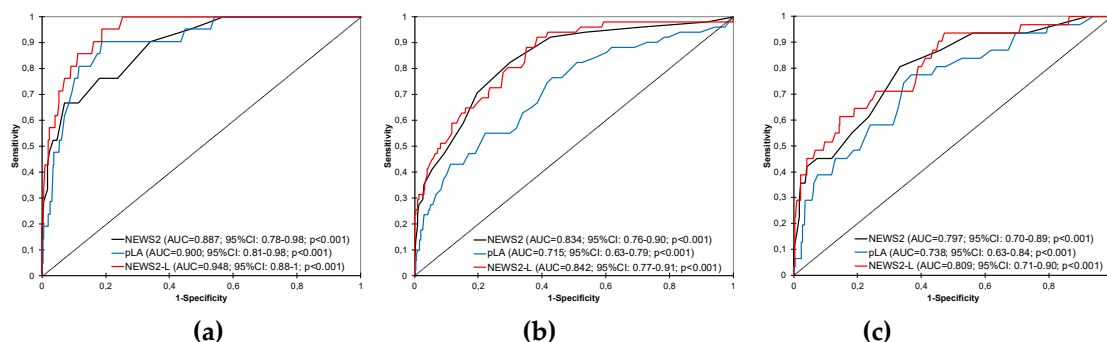 1
0,9
0,8
0,7
0,6
0,5
0,4
0,3
0,2
0,1
0
Sensitivity
NEWS2 (AUC=0.887; 95%CI: 0.78-0.98; p<0.001)
pLA (AUC=0.900; 95%CI: 0.81-0.98; p<0.001)
NEWS2-L (AUC=0.948; 95%CI: 0.88-1; p<0.001)
0 0,2 0,4 0,6 0,8 1
1-Specificity
(a)
1
0,9
0,8
0,7
0,6
0,5
0,4
0,3
0,2
0,1
0
Sensitivity
NEWS2 (AUC=0.834; 95%CI: 0.76-0.90; p<0.001)
pLA (AUC=0.715; 95%CI: 0.63-0.79; p<0.001)
NEWS2-L (AUC=0.842; 95%CI: 0.77-0.91; p<0.001)
0 0,2 0,4 0,6 0,8 1
1-Specificity
(b)
1
0,9
0,8
0,7
0,6
0,5
0,4
0,3
0,2
0,1
0
Sensitivity
NEWS2 (AUC=0.797; 95%CI: 0.70-0.89; p<0.001)
pLA (AUC=0.738; 95%CI: 0.63-0.84; p<0.001)
NEWS2-L (AUC=0.809; 95%CI: 0.71-0.90; p<0.001)
0 0,2 0,4 0,6 0,8
1-Specificity
(c)